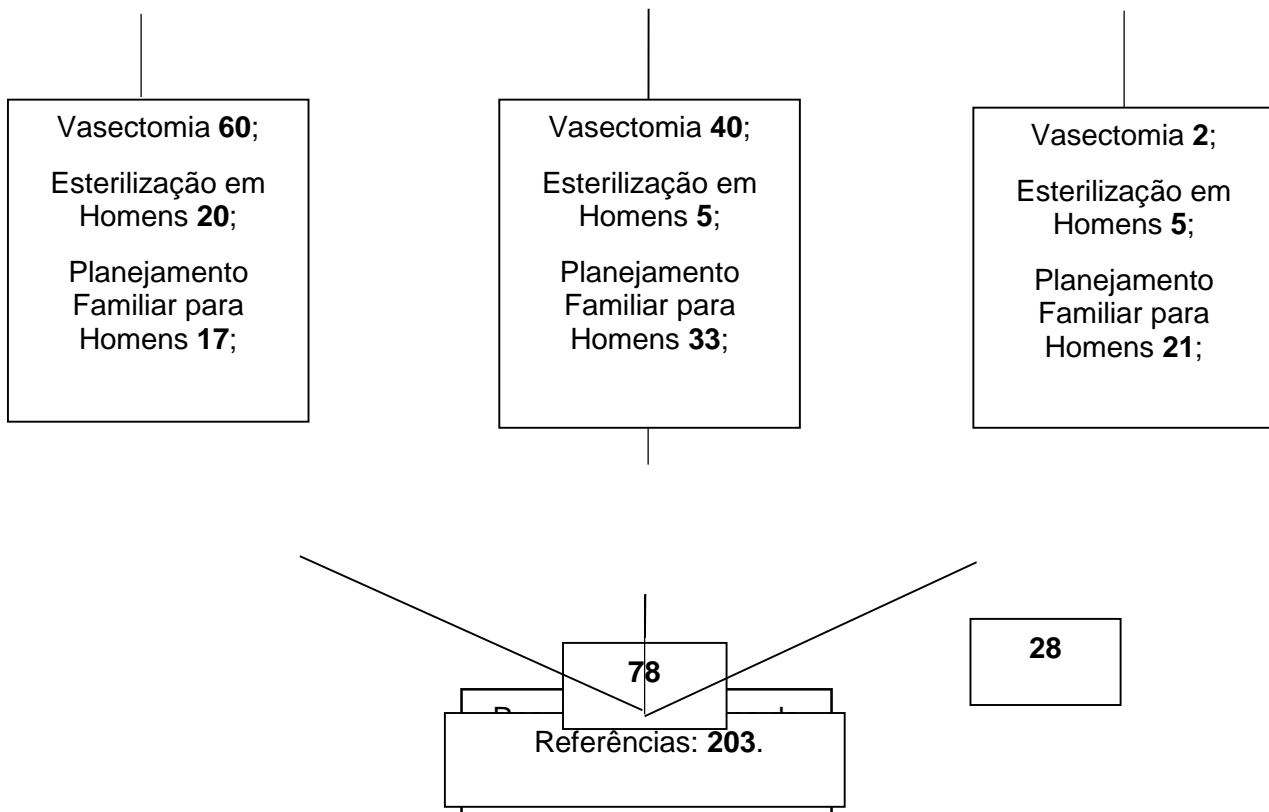 Vasectomia 60;
Esterilização em
Homens 20;
Planejamento
Familiar para
Homens 17;
Vasectomia 40;
Esterilização em
Homens 5;
Planejamento
Familiar para
Homens 33;
Vasectomia 2;
Esterilização em
Homens 5;
Planejamento
Familiar para
Homens 21;
78
28
Referências: 203.